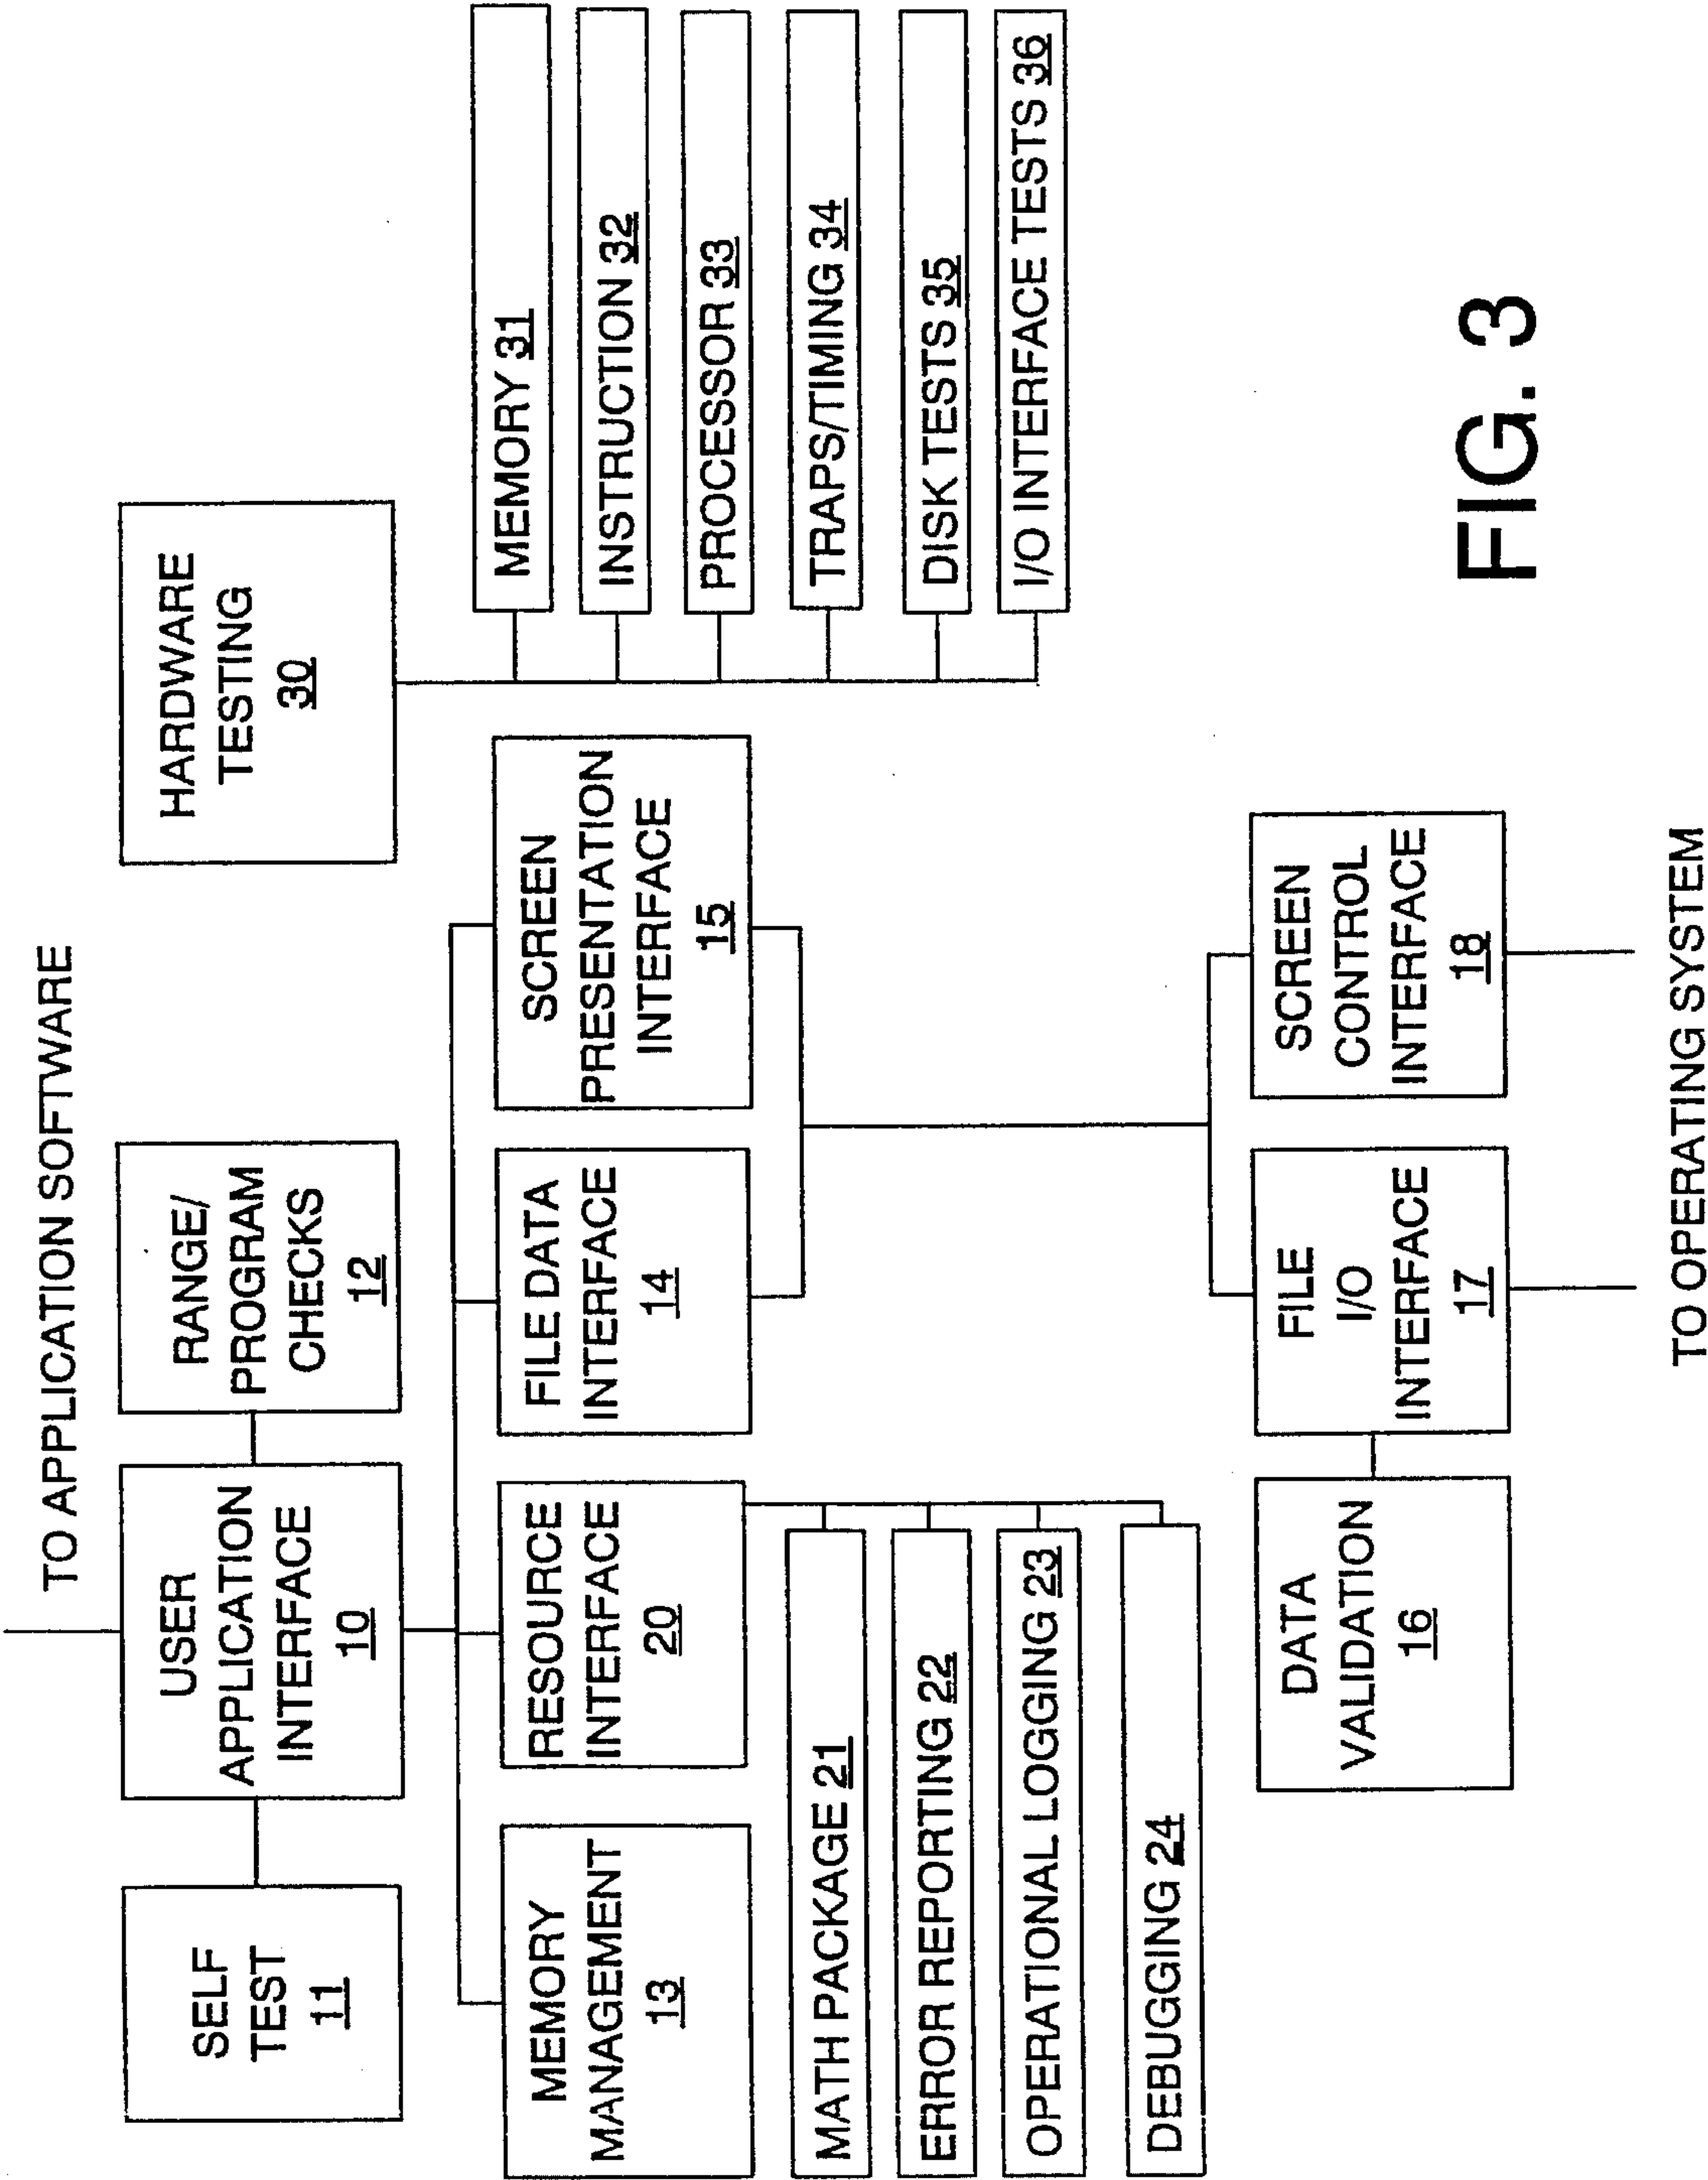 TO APPLICATION SOFTWARE
SELF
TEST
11
USER
APPLICATION
INTERFACE
10
RANGE/
PROGRAM
CHECKS
12
HARDWARE
TESTING
30
MEMORY
MANAGEMENT
13
RESOURCE
INTERFACE
20
FILE DATA
INTERFACE
14
SCREEN
PRESENTATION
INTERFACE
15
MEMORY 31
INSTRUCTION 32
PROCESSOR 33
TRAPS/TIMING 34
DISK TESTS 35
I/O INTERFACE TESTS 36
MATH PACKAGE 21
ERROR REPORTING 22
OPERATIONAL LOGGING 23
DEBUGGING 24
DATA
VALIDATION
16
FILE
I/O
INTERFACE
17
SCREEN
CONTROL
INTERFACE
18
TO OPERATING SYSTEM
FIG. 3